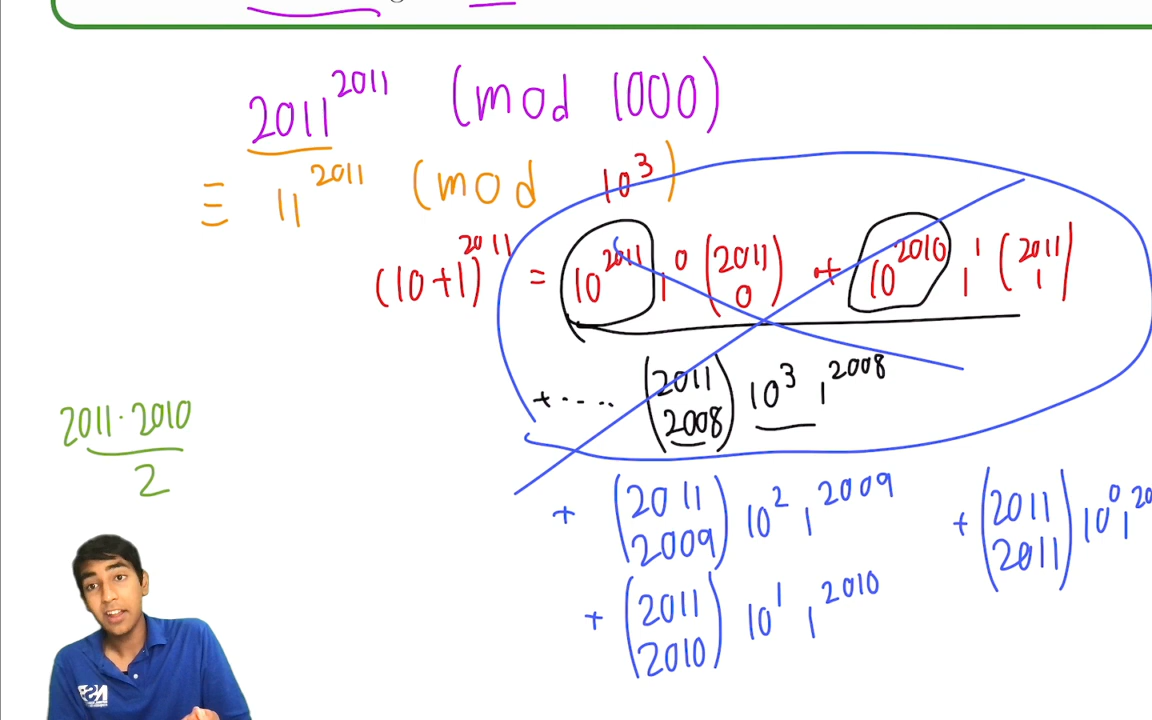 2011^2011 (mod 1000)
≡ 11^2011 (mod 10^3)
(10+1)^2011 = 10^2011 1^0 (2011 0) + 10^2010 1^1 (2011 1)
+ .... (2011 2008) 10^3 1^2008
2011·2010
2
+ (2011 2009) 10^2 1^2009 + (2011 2011) 10^0 1^20
+ (2011 2010) 10^1 1^2010